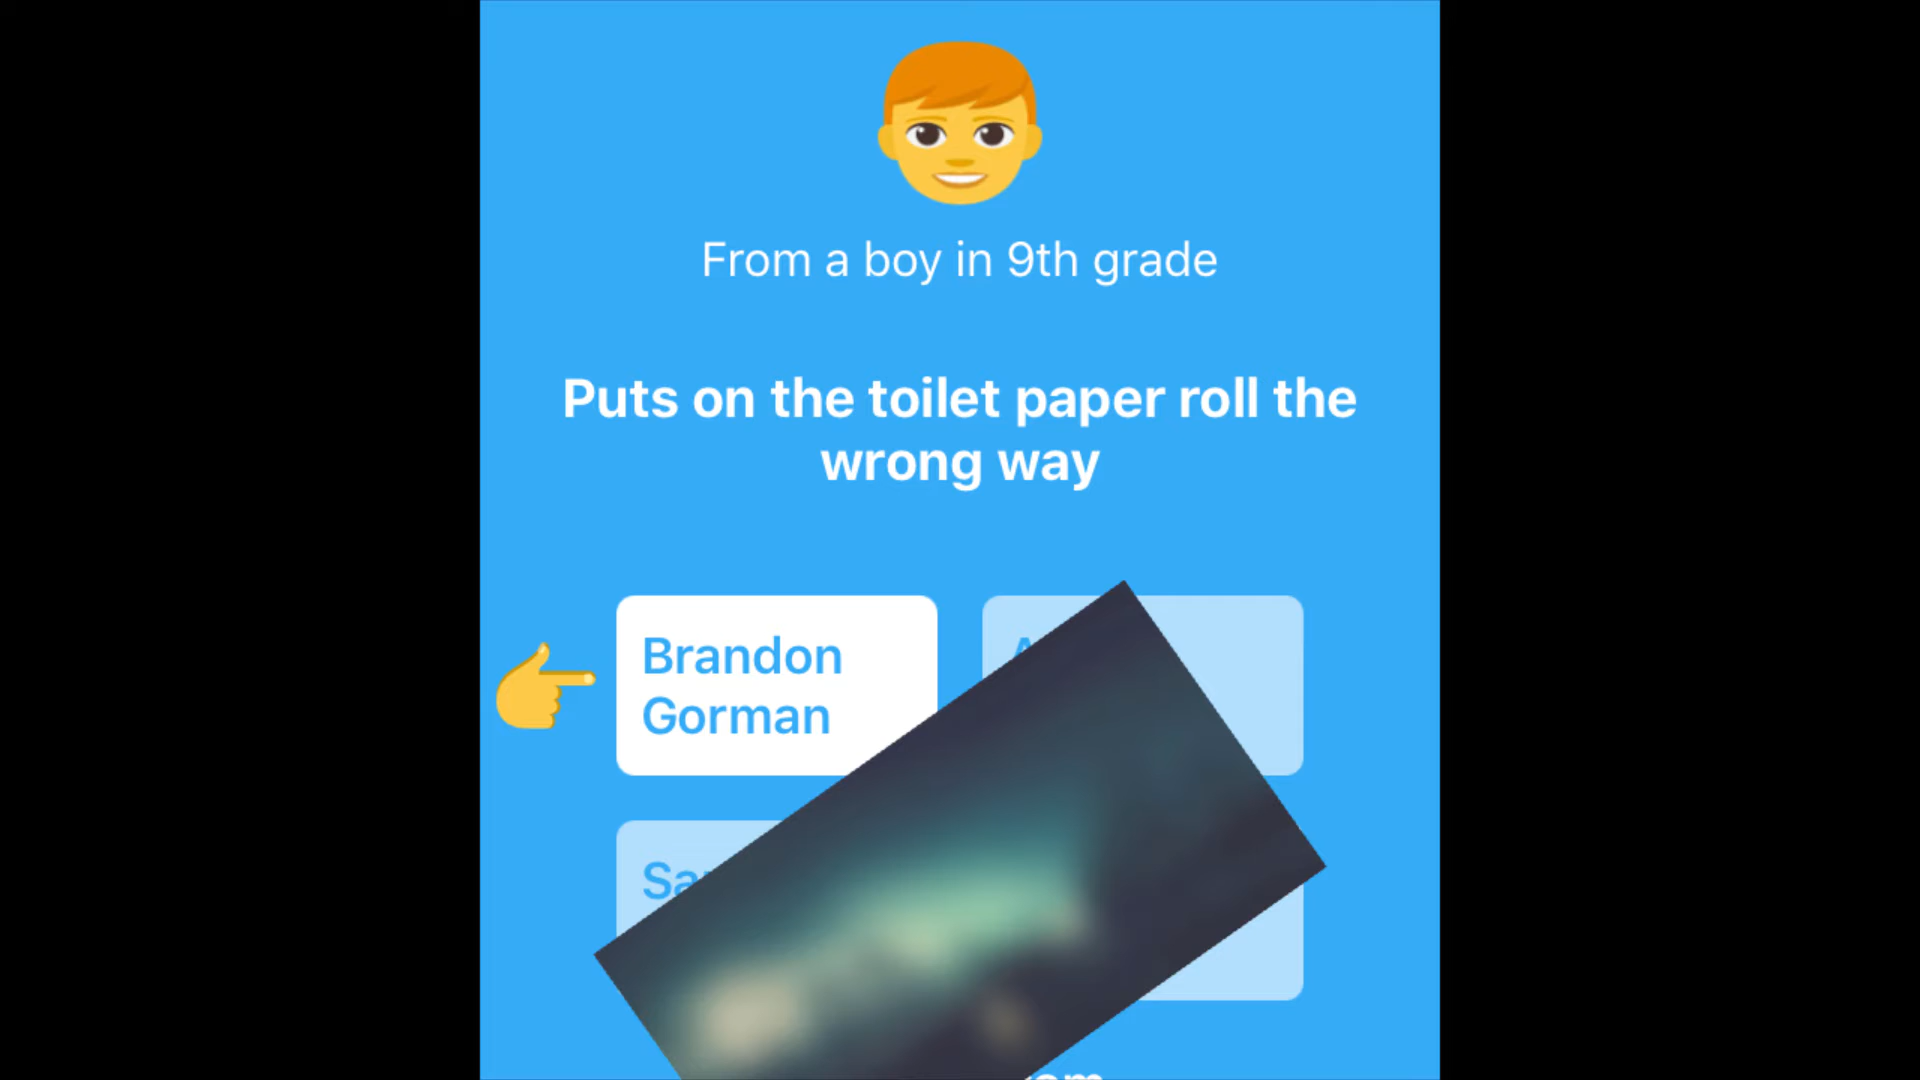 From a boy in 9th grade
Puts on the toilet paper roll the
wrong way
Brandon
Gorman